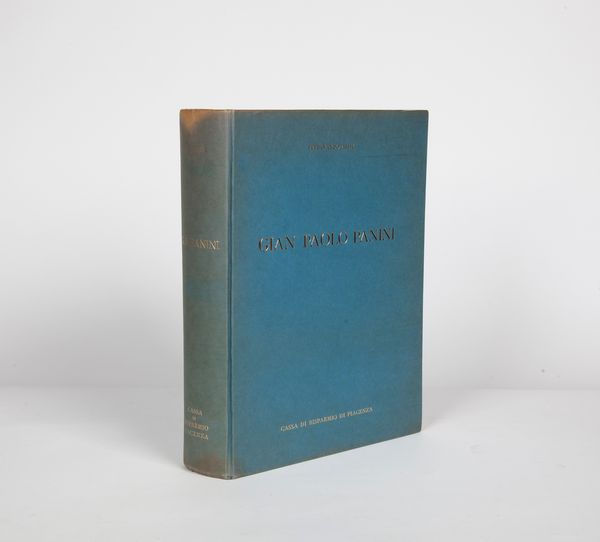 GIAN PAOLO PANINI
CASSA DI RISPARMIO DI PIACENZA
PANINI
CASSA
DI
RISPARMIO
PIACENZA